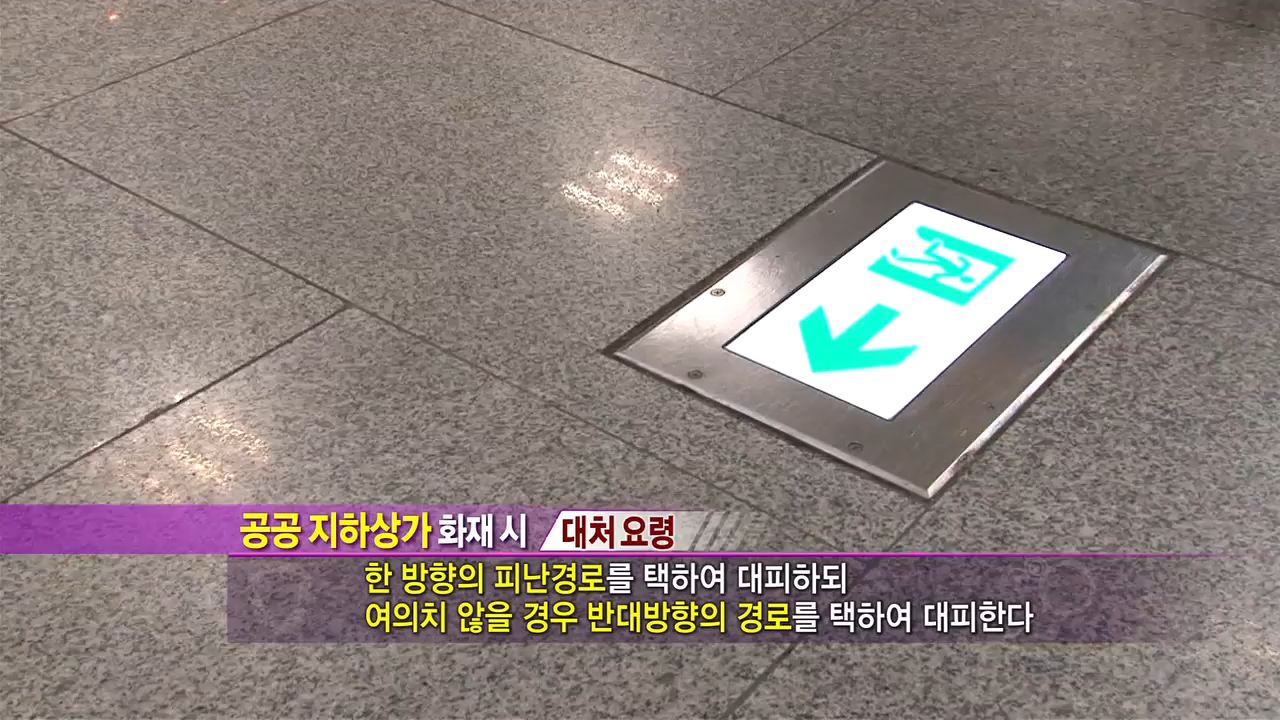 공공 지하상가 화재 시 대처 요령
한 방향의 피난경로를 택하여 대피하되
여의치 않을 경우 반대방향의 경로를 택하여 대피한다